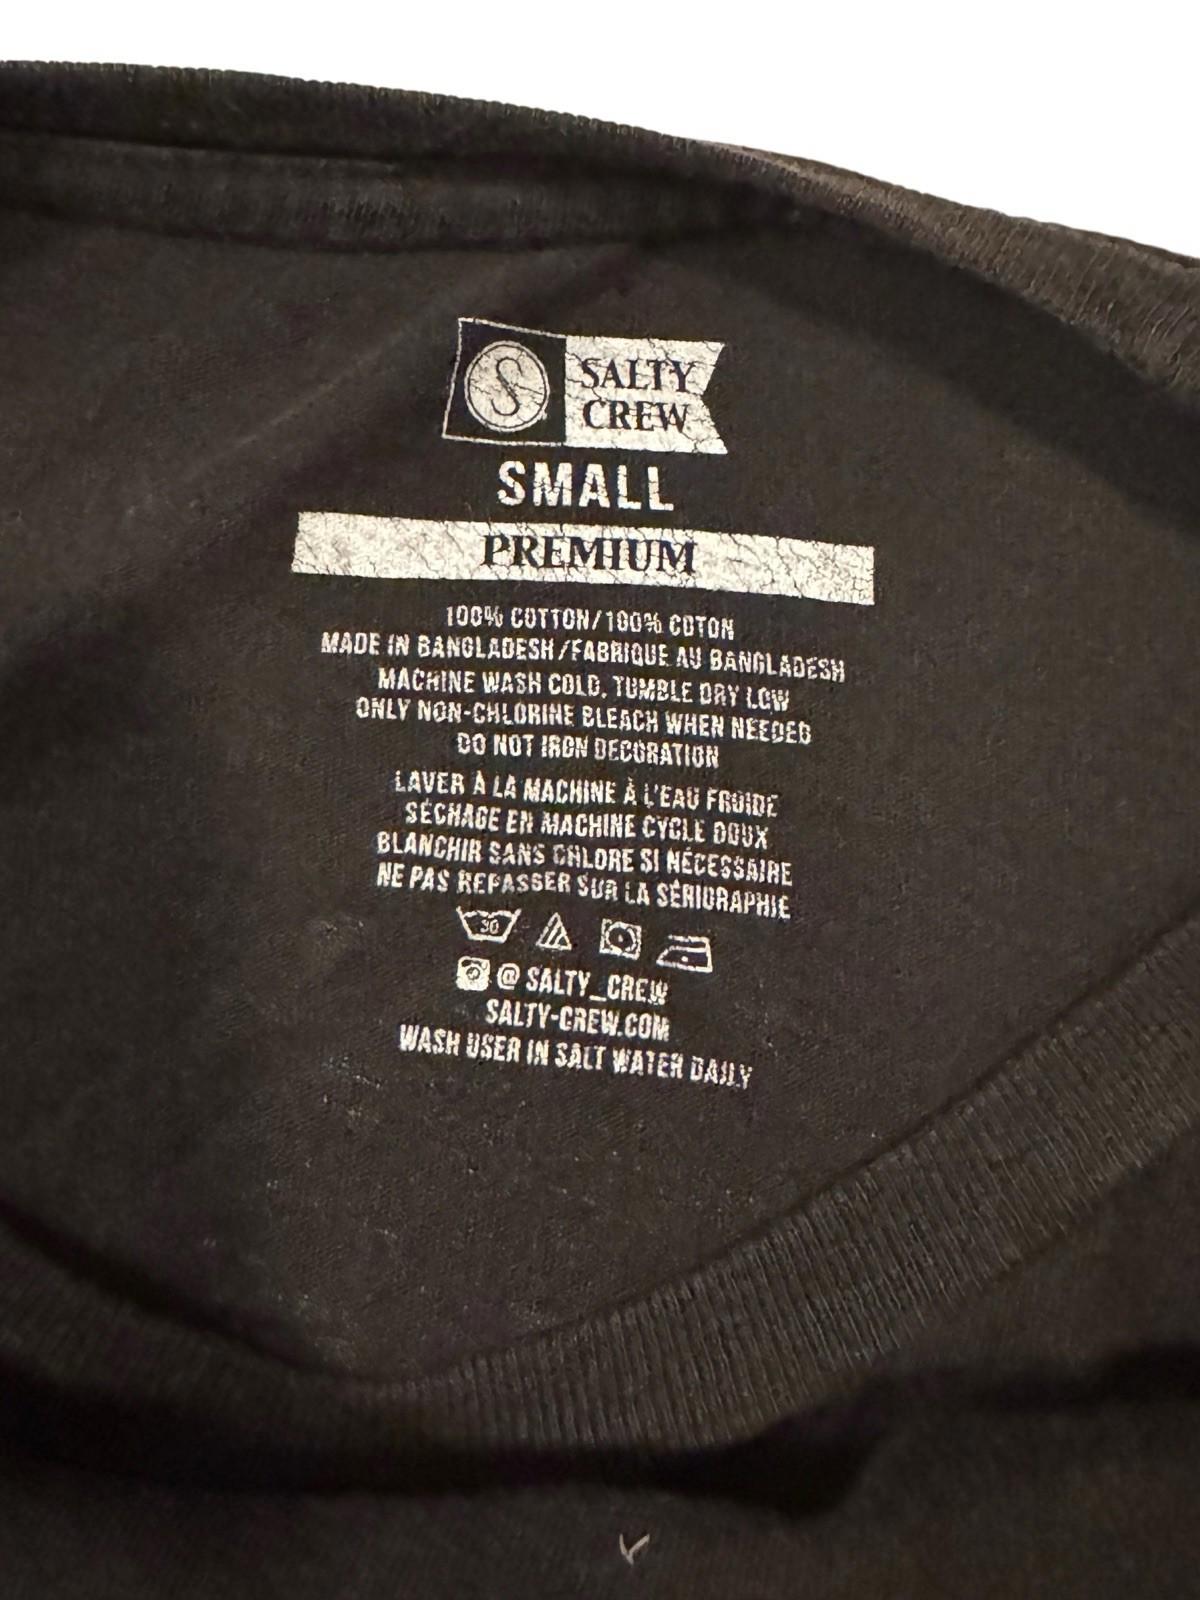 S
SALTY
CREW
SMALL
PREMIUM
100% COTTON/100% COTON
MADE IN BANGLADESH/FABRIQUE AU BANGLADESH
MACHINE WASH COLD, TUMBLE DRY LOW
ONLY NON-CHLORINE BLEACH WHEN NEEDED
DO NOT IRON DECORATION
LAVER À LA MACHINE À L'EAU FROIDE
SÉCHAGE EN MACHINE CYCLE DOUX
BLANCHIR SANS CHLORE SI NÉCESSAIRE
NE PAS REPASSER SUR LA SÉRIGRAPHIE
30
@ SALTY_CREW
SALTY-CREW.COM
WASH USER IN SALT WATER DAILY